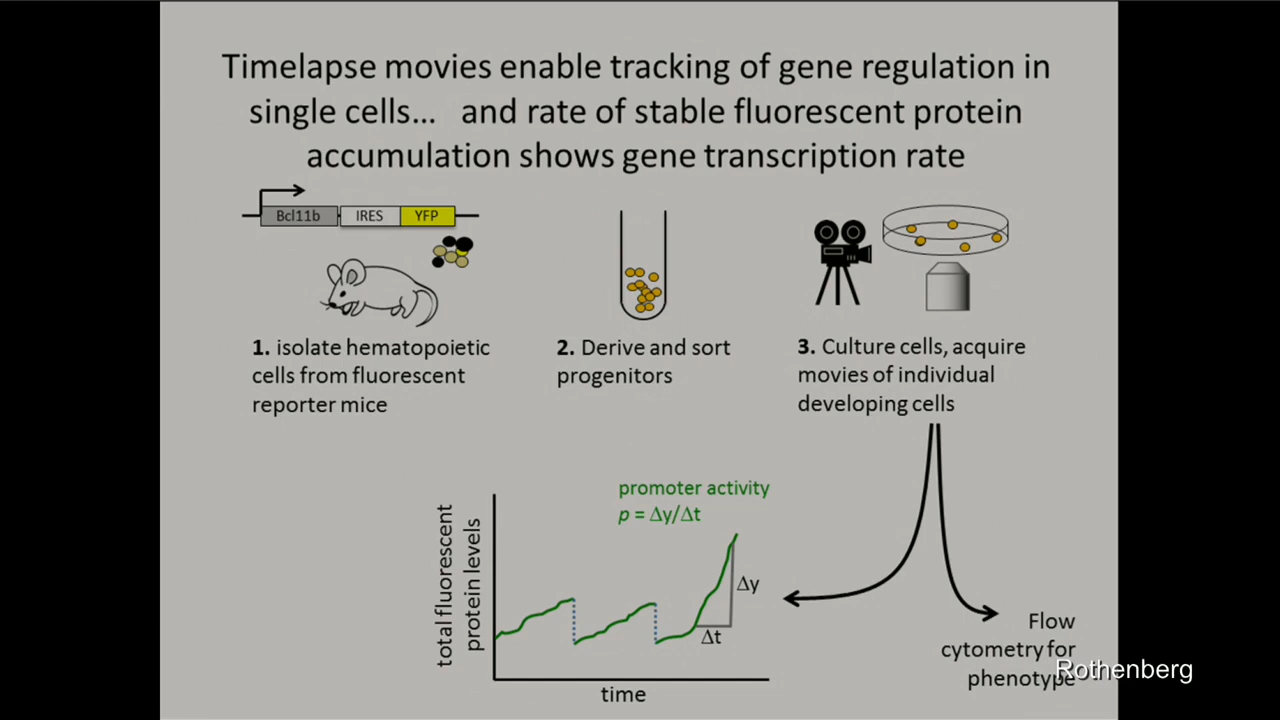 Timelapse movies enable tracking of gene regulation in
single cells... and rate of stable fluorescent protein
accumulation shows gene transcription rate
Bcl11b IRES YFP
1. isolate hematopoietic
cells from fluorescent
reporter mice
2. Derive and sort
progenitors
3. Culture cells, acquire
movies of individual
developing cells
promoter activity
p = Δy/Δt
total fluorescent
protein levels
Δy
Δt
time
Flow
cytometry for
phenotype
Rothenberg